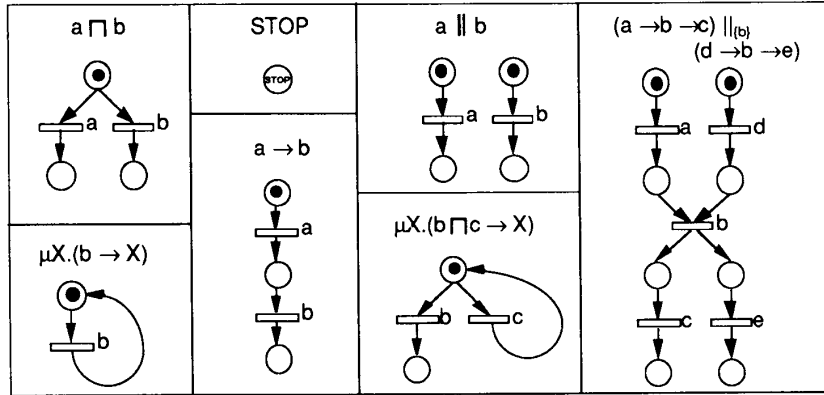 a ⊓ b
a
b
μX.(b → X)
b
STOP
STOP
a → b
a
b
a || b
a
b
μX.(b ⊓ c → X)
b
c
(a → b → c) ||{b}
(d → b → e)
a
d
b
c
e